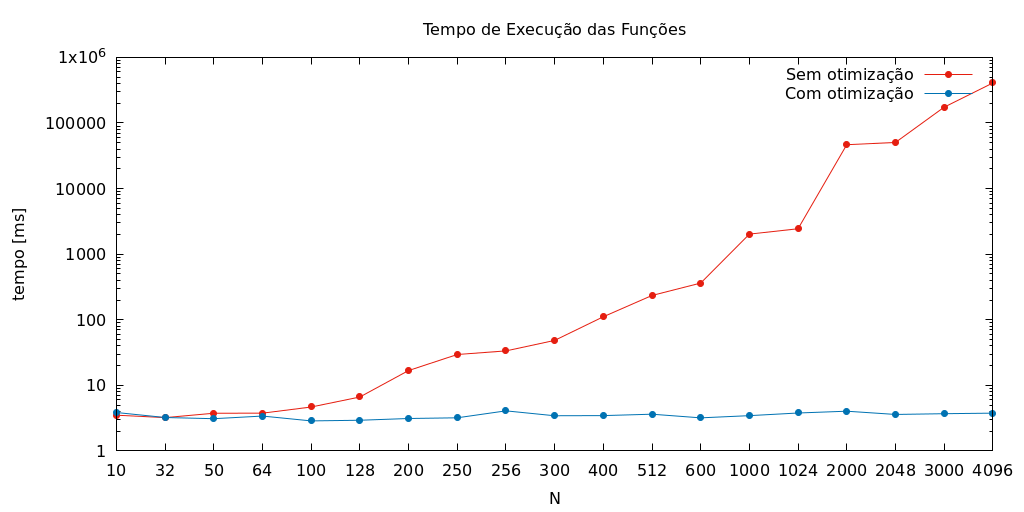 Tempo de Execução das Funções
Sem otimização
Com otimização
1x10⁶
100000
10000
1000
100
10
1
tempo [ms]
10 32 50 64 100 128 200 250 256 300 400 512 600 1000 1024 2000 2048 3000 4096
N